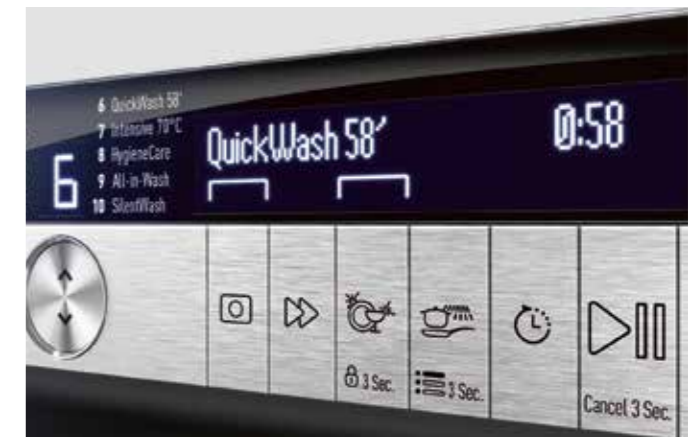 6 QuickWash 58'
7 Intensive 70°C
8 HygieneCare
9 All-in-Wash
10 SilentWash
6
QuickWash 58'
0:58
3 Sec.
3 Sec.
Cancel 3 Sec.